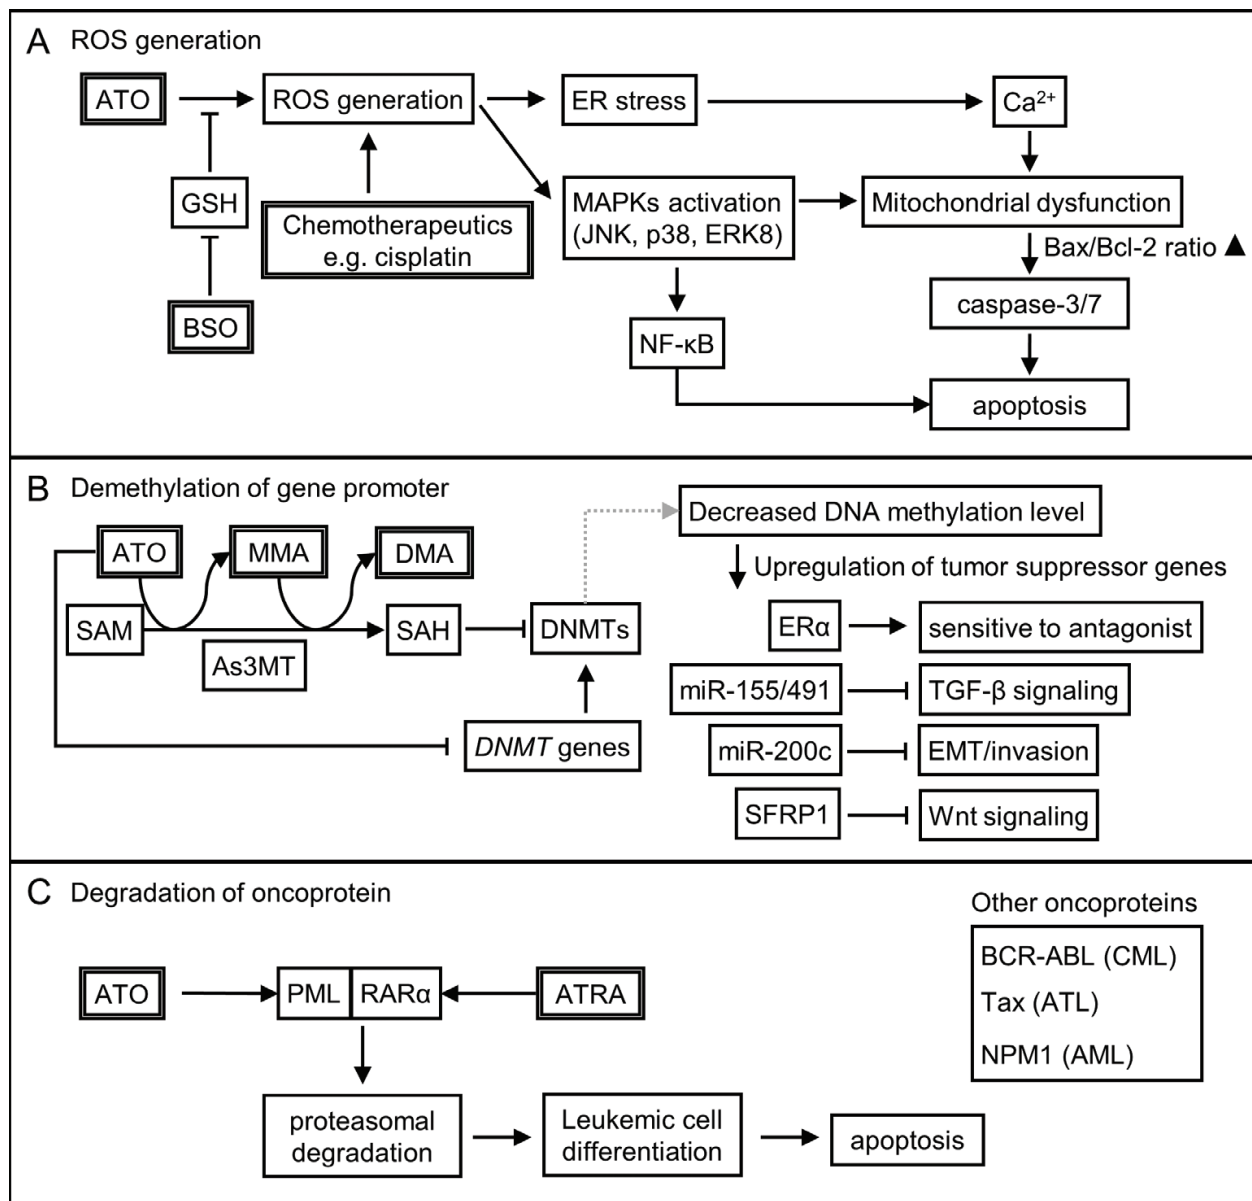 A ROS generation
ATO
ROS generation
ER stress
Ca²⁺
GSH
Chemotherapeutics
e.g. cisplatin
MAPKs activation
(JNK, p38, ERK8)
Mitochondrial dysfunction
Bax/Bcl-2 ratio ▲
BSO
NF-κB
caspase-3/7
apoptosis
B Demethylation of gene promoter
ATO
MMA
DMA
Decreased DNA methylation level
Upregulation of tumor suppressor genes
SAM
As3MT
SAH
DNMTs
DNMT genes
ERα
sensitive to antagonist
miR-155/491
TGF-β signaling
miR-200c
EMT/invasion
SFRP1
Wnt signaling
C Degradation of oncoprotein
Other oncoproteins
BCR-ABL (CML)
Tax (ATL)
NPM1 (AML)
ATO
PML
RARα
ATRA
proteasomal
degradation
Leukemic cell
differentiation
apoptosis